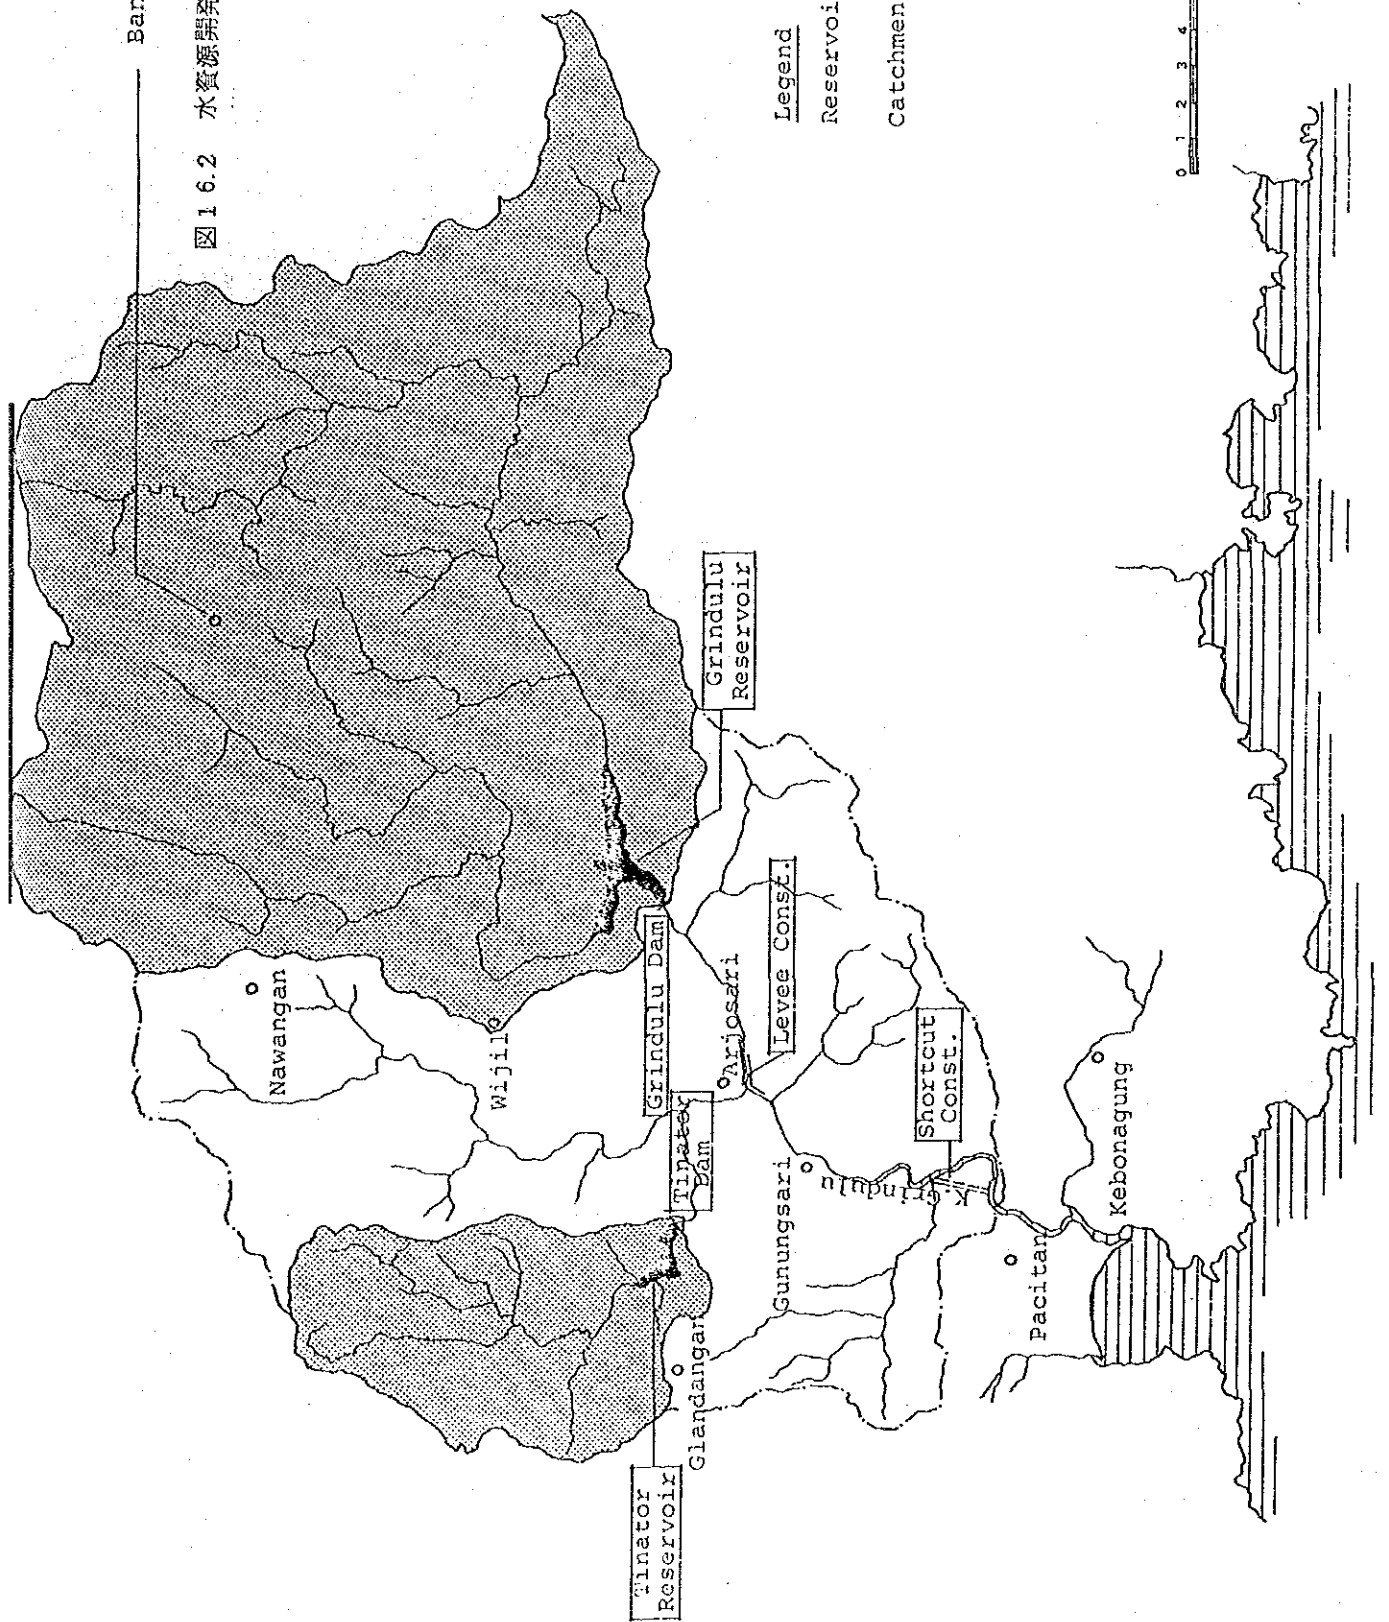 Ban
図16.2 水資源開発
Legend
Reservoi
Catchmen
0 1 2 3 4
Nawangan
Wijil
Grindulu
Reservoir
Grindulu Dam
Tinator
Dam
Arjosari
Levee Const.
Gunungsari
K. Grindulu
Shortcut
Const.
Glandangan
Tinator
Reservoir
Pacitan
Kebonagung